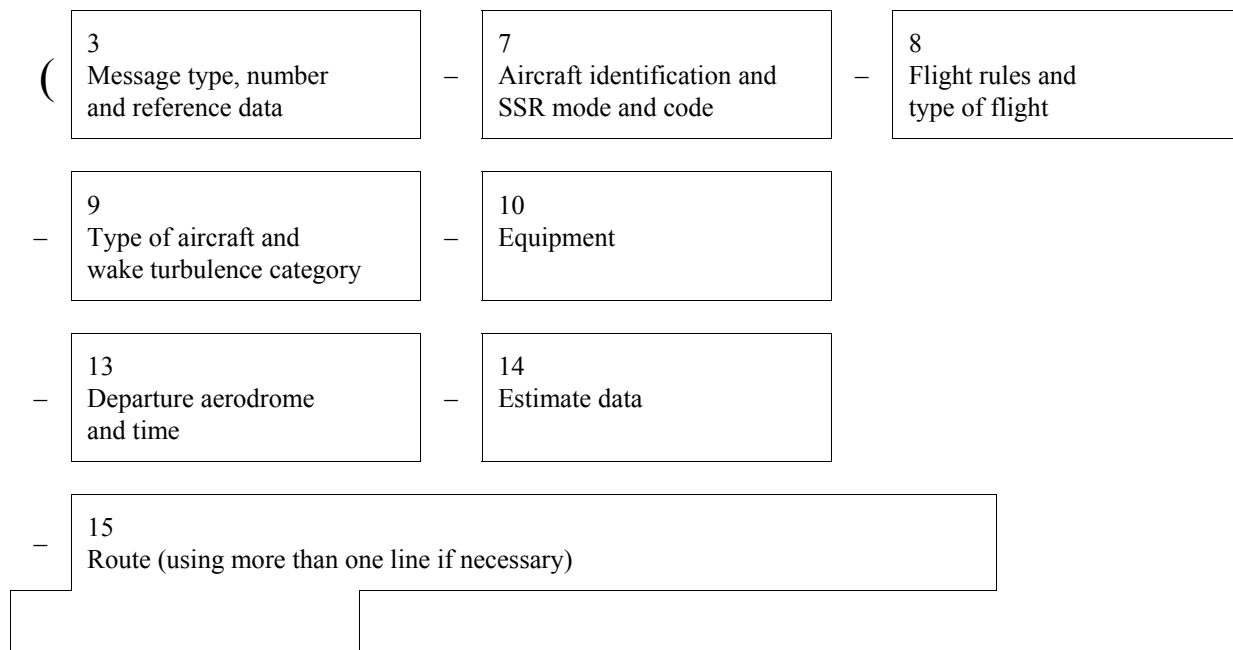 3
7
8
( Message type, number – Aircraft identification and – Flight rules and
and reference data
SSR mode and code
type of flight
9
10
– Type of aircraft and – Equipment
wake turbulence category
13
14
– Departure aerodrome – Estimate data
and time
15
– Route (using more than one line if necessary)